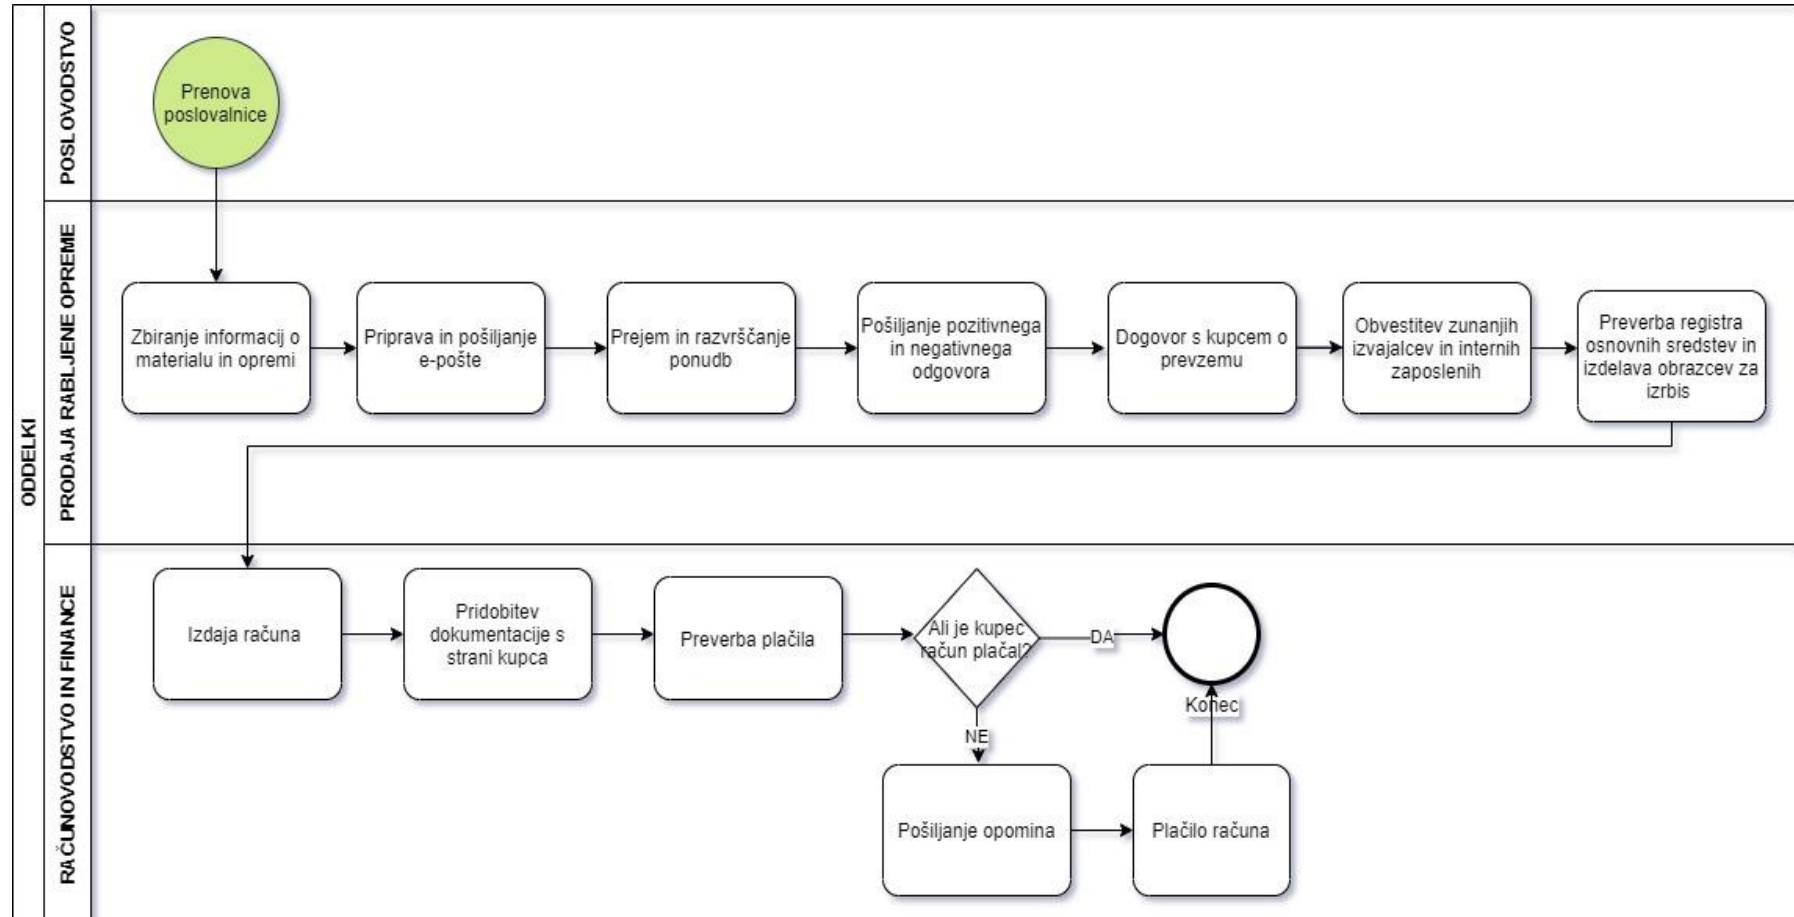 ODDELKI
POSLOVODSTVO
Prenova
poslovalnice
PRODAJA RABLJENE OPREME
Zbiranje informacij o
materialu in opremi
Priprava in pošiljanje
e-pošte
Prejem in razvrščanje
ponudb
Pošiljanje pozitivnega
in negativnega
odgovora
Dogovor s kupcem o
prevzemu
Obvestitev zunanjih
izvajalcev in internih
zaposlenih
Preverba registra
osnovnih sredstev in
izdelava obrazcev za
izrbis
RAČUNOVODSTVO IN FINANCE
Izdaja računa
Pridobitev
dokumentacije s
strani kupca
Preverba plačila
Ali je kupec
račun plačal?
DA
Konec
NE
Pošiljanje opomina
Plačilo računa